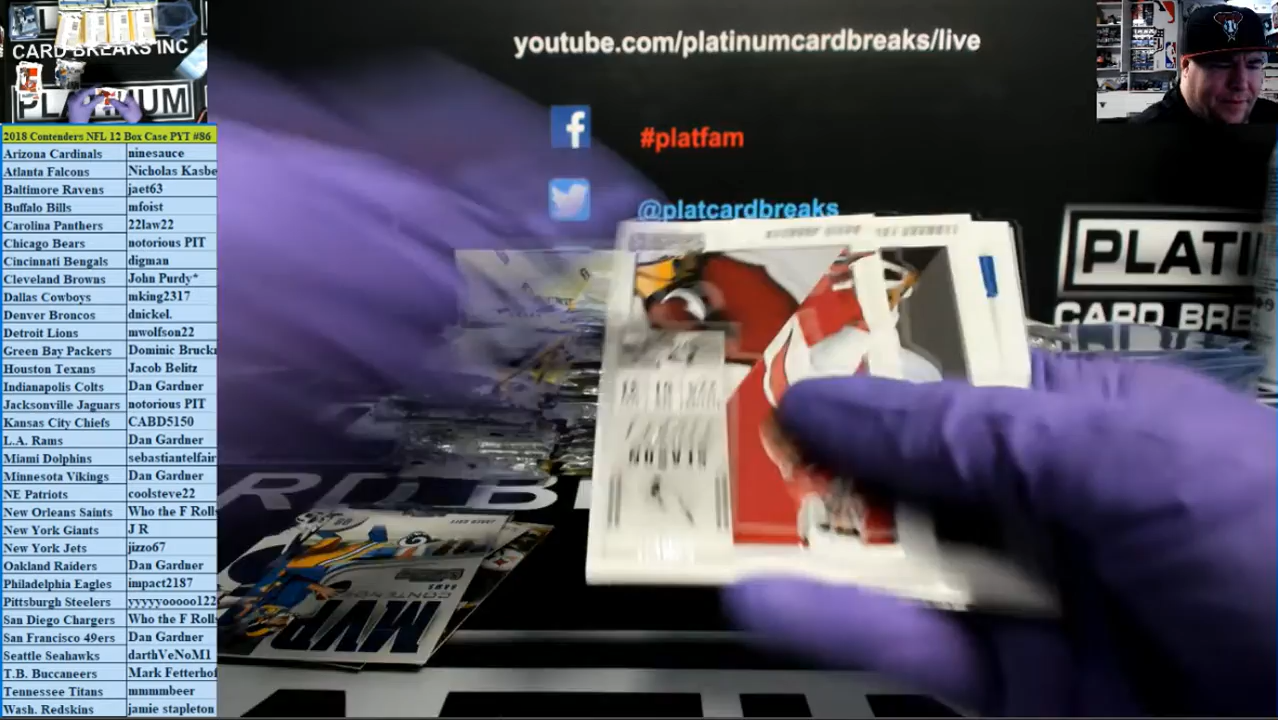 CARD BREAKS INC
PLATINUM
2018 Contenders NFL 12 Box Case PYT #86
Arizona Cardinals ninesauce
Atlanta Falcons Nicholas Kasbe
Baltimore Ravens jaet63
Buffalo Bills mfoist
Carolina Panthers 22law22
Chicago Bears notorious PIT
Cincinnati Bengals digman
Cleveland Browns John Purdy*
Dallas Cowboys mking2317
Denver Broncos dnickel.
Detroit Lions mwolfson22
Green Bay Packers Dominic Bruckn
Houston Texans Jacob Belitz
Indianapolis Colts Dan Gardner
Jacksonville Jaguars notorious PIT
Kansas City Chiefs CABD5150
L.A. Rams Dan Gardner
Miami Dolphins sebastiantelfair
Minnesota Vikings Dan Gardner
NE Patriots coolsteve22
New Orleans Saints Who the F Rolls
New York Giants J R
New York Jets jizzo67
Oakland Raiders Dan Gardner
Philadelphia Eagles impact2187
Pittsburgh Steelers yyyyyooooo122
San Diego Chargers Who the F Rolls
San Francisco 49ers Dan Gardner
Seattle Seahawks darthVeNoM1
T.B. Buccaneers Mark Fetterhof
Tennessee Titans mmmmbeer
Wash. Redskins jamie stapleton
youtube.com/platinumcardbreaks/live
#platfam
@platcardbreaks
PLATI
CARD BRE
RD B
MVP